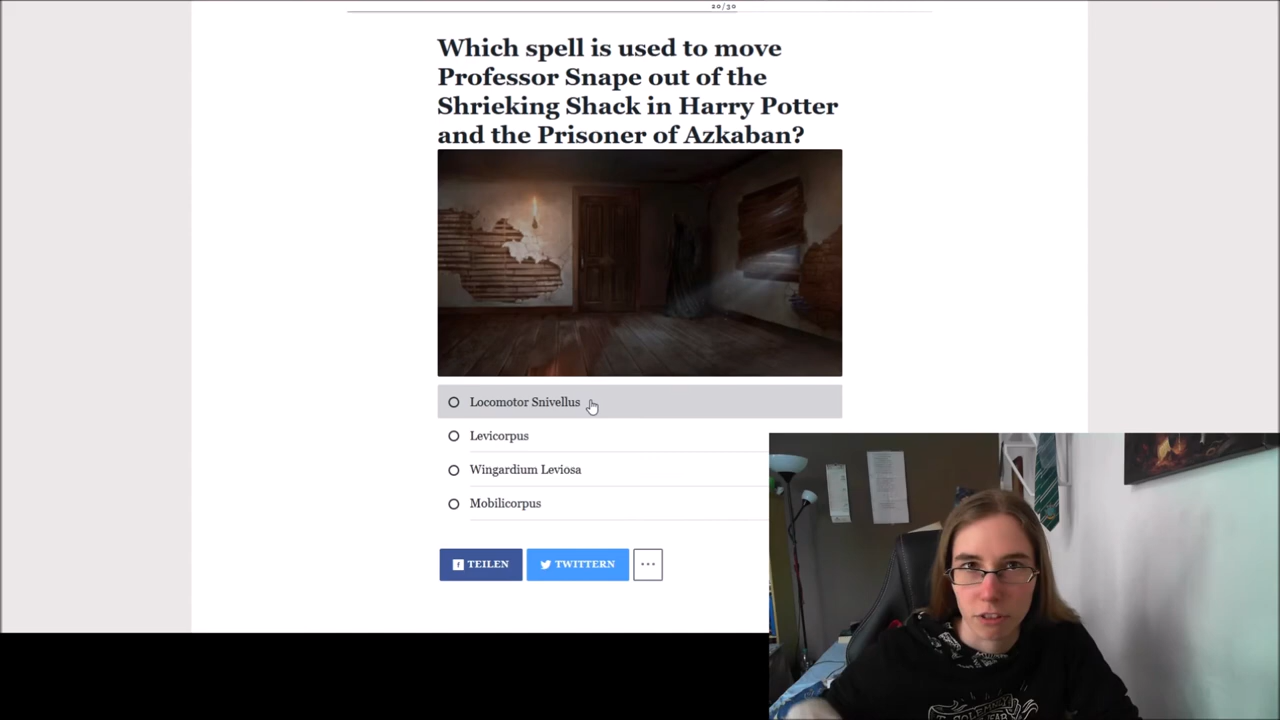 20/30
Which spell is used to move
Professor Snape out of the
Shrieking Shack in Harry Potter
and the Prisoner of Azkaban?
Locomotor Snivellus
Levicorpus
Wingardium Leviosa
Mobilicorpus
f TEILEN
TWITTERN
...
SOLEMNLY